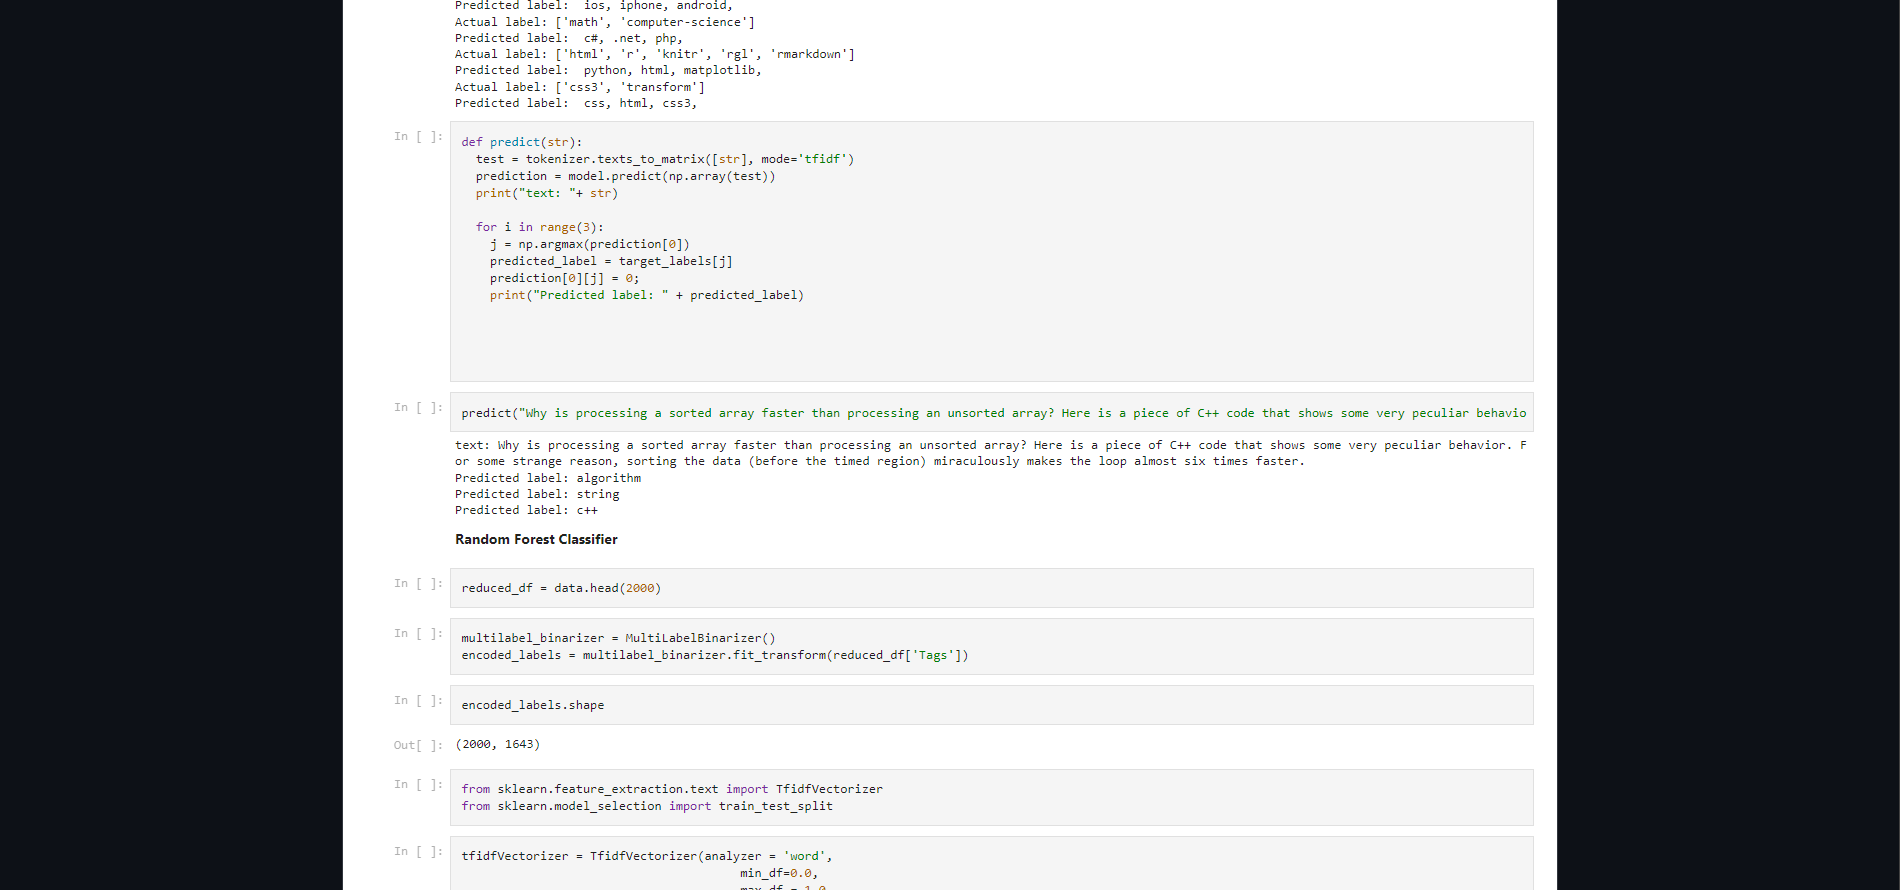 Predicted label:  ios, iphone, android,
Actual label: ['math', 'computer-science']
Predicted label:  c#, .net, php,
Actual label: ['html', 'r', 'knitr', 'rgl', 'rmarkdown']
Predicted label:  python, html, matplotlib,
Actual label: ['css3', 'transform']
Predicted label:  css, html, css3,
In [ ]:
def predict(str):
  test = tokenizer.texts_to_matrix([str], mode='tfidf')
  prediction = model.predict(np.array(test))
  print("text: "+ str)
  for i in range(3):
    j = np.argmax(prediction[0])
    predicted_label = target_labels[j]
    prediction[0][j] = 0;
    print("Predicted label: " + predicted_label)
In [ ]:
predict("Why is processing a sorted array faster than processing an unsorted array? Here is a piece of C++ code that shows some very peculiar behavio
text: Why is processing a sorted array faster than processing an unsorted array? Here is a piece of C++ code that shows some very peculiar behavior. F
or some strange reason, sorting the data (before the timed region) miraculously makes the loop almost six times faster.
Predicted label: algorithm
Predicted label: string
Predicted label: c++
Random Forest Classifier
In [ ]:
reduced_df = data.head(2000)
In [ ]:
multilabel_binarizer = MultiLabelBinarizer()
encoded_labels = multilabel_binarizer.fit_transform(reduced_df['Tags'])
In [ ]:
encoded_labels.shape
Out[ ]:
(2000, 1643)
In [ ]:
from sklearn.feature_extraction.text import TfidfVectorizer
from sklearn.model_selection import train_test_split
In [ ]:
tfidfVectorizer = TfidfVectorizer(analyzer = 'word',
min_df=0.0,
max_df = 1.0